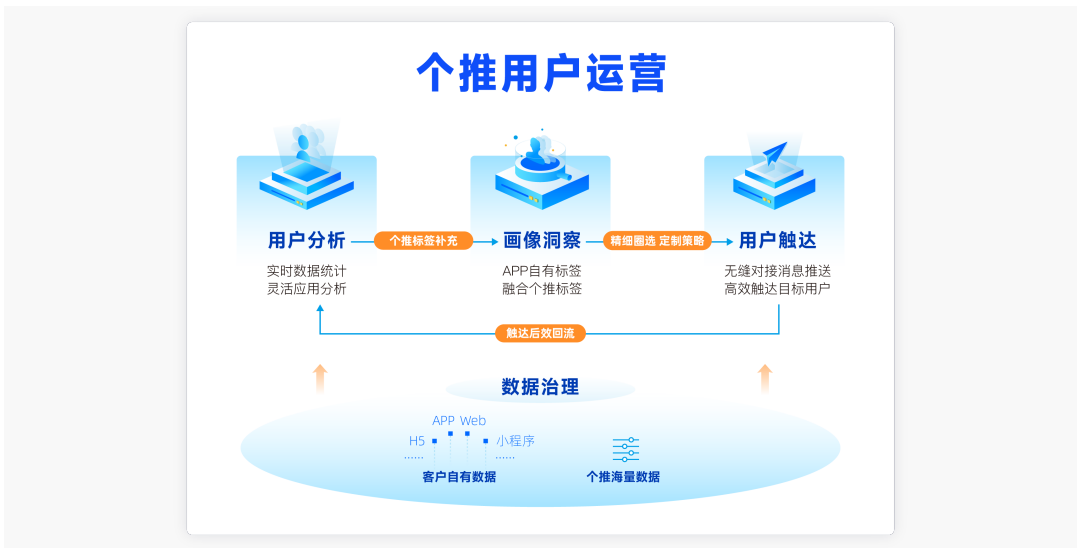 个推用户运营
用户分析
个推标签补充
画像洞察
精细圈选 定制策略
用户触达
实时数据统计
灵活应用分析
APP自有标签
融合个推标签
无缝对接消息推送
高效触达目标用户
触达后效回流
数据治理
APP Web
H5
小程序
……
……
客户自有数据
个推海量数据